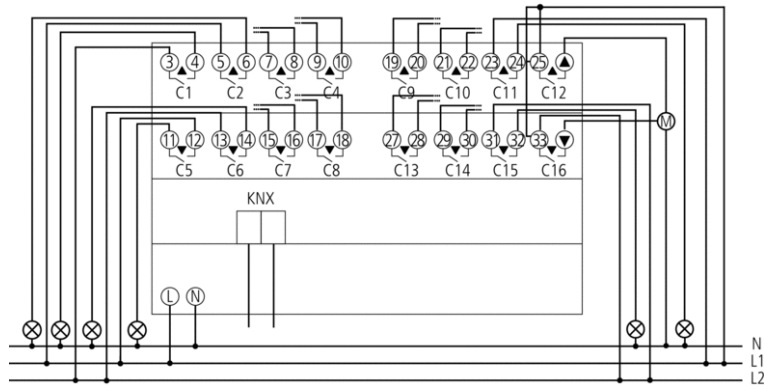 3 4 5 6 7 8 9 10 19 20 21 22 23 24 25
C1 C2 C3 C4 C9 C10 C11 C12
M
11 12 13 14 15 16 17 18 27 28 29 30 31 32 33
C5 C6 C7 C8 C13 C14 C15 C16
KNX
L N
N
L1
L2